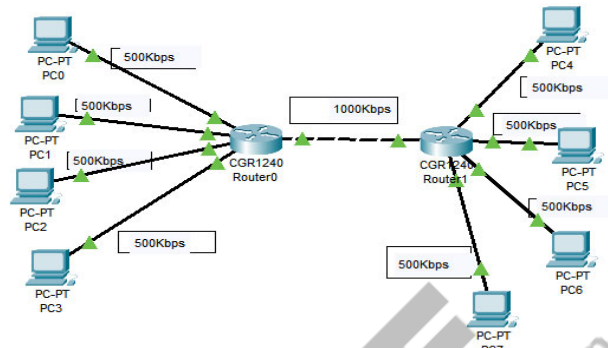 PC-PT
PC0
500Kbps
PC-PT
PC1
500Kbps
PC-PT
PC2
500Kbps
PC-PT
PC3
500Kbps
CGR1240
Router0
1000Kbps
CGR1240
Router1
PC-PT
PC4
500Kbps
500Kbps
PC-PT
PC5
500Kbps
PC-PT
PC6
500Kbps
PC-PT